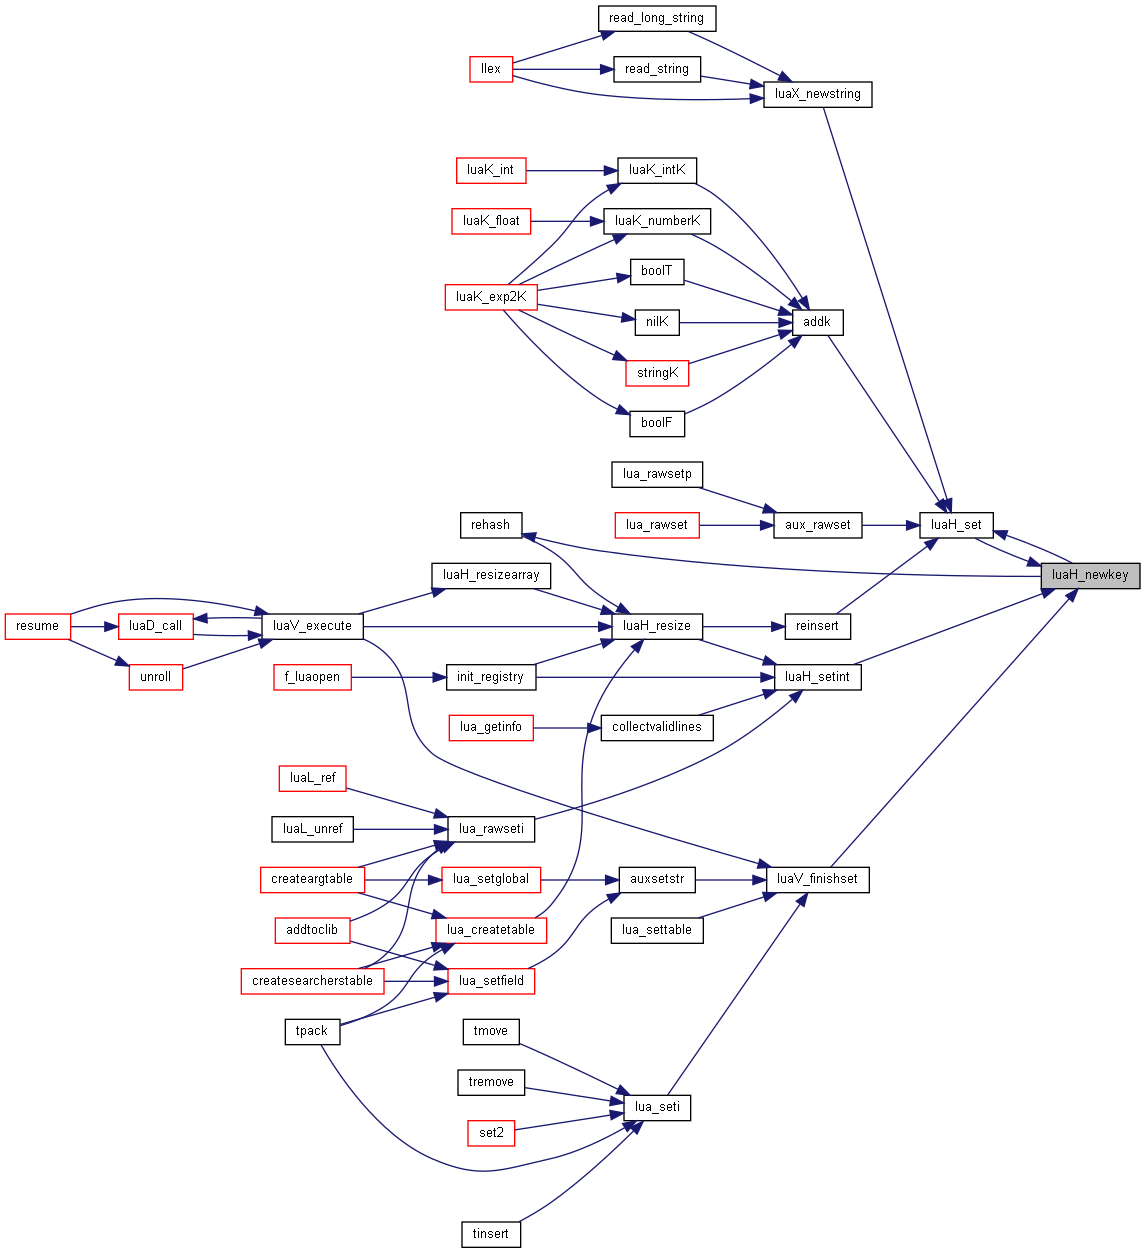 read_long_string
llex
read_string
luaX_newstring
luaK_int
luaK_intK
luaK_float
luaK_numberK
boolT
luaK_exp2K
nilK
addk
stringK
boolF
lua_rawsetp
rehash
lua_rawset
aux_rawset
luaH_set
luaH_resizearray
luaH_newkey
resume
luaD_call
luaV_execute
luaH_resize
reinsert
unroll
f_luaopen
init_registry
luaH_setint
lua_getinfo
collectvalidlines
luaL_ref
luaL_unref
lua_rawseti
createargtable
lua_setglobal
auxsetstr
luaV_finishset
addtoclib
lua_createtable
lua_settable
createsearcherstable
lua_setfield
tpack
tmove
tremove
lua_seti
set2
tinsert